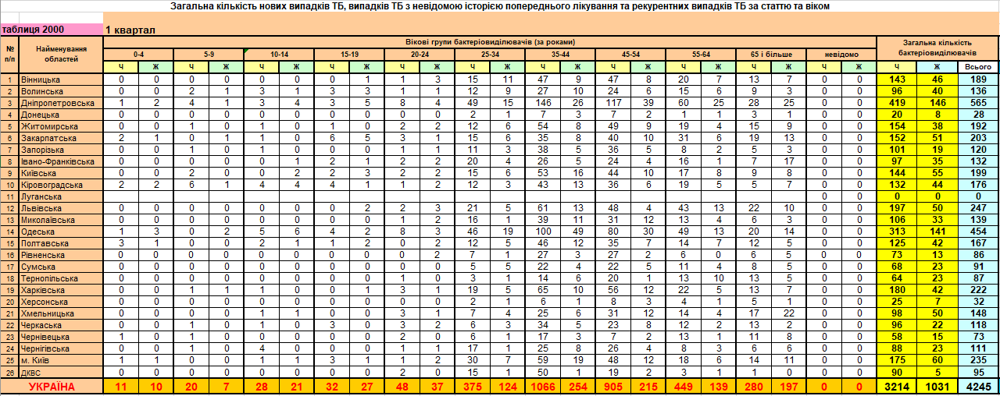 Загальна кількість нових випадків ТБ, випадків ТБ з невідомою історією попереднього лікування та рекурентних випадків ТБ за статтю та віком
таблиця 2000 1 квартал
№ п/п Найменування областей Вікові групи бактеріовиділювачів (за роками) Загальна кількість бактеріовиділювачів
0-4 5-9 10-14 15-19 20-24 25-34 35-44 45-54 55-64 65 і більше невідомо
Ч Ж Ч Ж Ч Ж Ч Ж Ч Ж Ч Ж Ч Ж Ч Ж Ч Ж Ч Ж Ч Ж Ч Ж Всього
1 Вінницька 0 0 0 0 0 0 0 1 1 3 15 11 47 9 47 8 20 7 13 7 0 0 143 46 189
2 Волинська 0 0 2 1 3 1 3 3 1 1 12 9 27 10 24 6 15 6 9 3 0 0 96 40 136
3 Дніпропетровська 1 2 4 1 3 4 3 5 8 4 49 15 146 26 117 39 60 25 28 25 0 0 419 146 565
4 Донецька 0 0 0 0 0 0 0 0 0 0 2 1 7 3 7 2 1 1 3 1 0 0 20 8 28
5 Житомирська 0 0 1 0 1 0 1 0 2 2 12 6 54 8 49 9 19 4 15 9 0 0 154 38 192
6 Закарпатська 2 1 0 1 1 0 6 5 3 1 15 6 35 8 40 10 31 6 19 13 0 0 152 51 203
7 Запорізька 0 0 1 0 1 0 0 0 1 1 11 3 38 5 36 5 8 2 5 3 0 0 101 19 120
8 Івано-Франківська 0 0 0 0 0 1 2 1 2 2 20 4 26 5 24 4 16 1 7 17 0 0 97 35 132
9 Київська 0 0 2 0 0 2 2 3 2 2 15 6 53 16 44 10 17 8 9 8 0 0 144 55 199
10 Кіровоградська 2 2 6 1 4 4 4 1 1 2 12 3 43 13 36 6 19 5 5 7 0 0 132 44 176
11 Луганська 0 0 0 0 0
12 Львівська 0 0 0 0 0 0 0 2 2 3 21 5 61 13 48 4 43 13 22 10 0 0 197 50 247
13 Миколаївська 0 0 0 0 0 0 0 0 1 2 16 1 39 11 31 12 13 4 6 3 0 0 106 33 139
14 Одеська 1 3 0 2 5 6 4 2 8 3 46 19 100 49 80 30 49 13 20 14 0 0 313 141 454
15 Полтавська 3 1 0 0 2 1 1 2 0 2 12 5 46 12 35 7 14 7 12 5 0 0 125 42 167
16 Рівненська 0 0 0 0 0 0 0 0 0 2 7 1 27 3 27 2 6 0 6 5 0 0 73 13 86
17 Сумська 0 0 0 0 0 0 0 0 0 0 5 5 22 4 22 5 11 4 8 5 0 0 68 23 91
18 Тернопільська 0 0 0 0 0 0 0 0 1 0 3 1 14 6 20 1 13 10 13 5 0 0 64 23 87
19 Харківська 0 0 1 1 1 0 0 1 3 1 19 5 65 10 56 12 22 5 13 7 0 0 180 42 222
20 Херсонська 0 0 0 0 0 0 0 0 0 0 2 1 6 1 8 3 4 1 5 1 0 0 25 7 32
21 Хмельницька 0 0 0 0 1 1 0 0 3 1 7 4 25 6 31 12 14 4 17 22 0 0 98 50 148
22 Черкаська 0 0 1 0 1 0 3 0 3 2 6 3 34 5 23 8 12 2 13 2 0 0 96 22 118
23 Чернівецька 1 0 1 0 0 0 0 0 2 0 6 1 17 3 7 2 13 1 11 8 0 0 58 15 73
24 Чернігівська 0 0 1 0 4 0 0 0 1 1 17 1 25 8 26 4 8 3 6 6 0 0 88 23 111
25 м. Київ 1 1 0 0 1 1 3 1 1 2 30 7 59 19 48 12 18 6 14 11 0 0 175 60 235
26 ДКВС 0 0 0 0 0 0 0 0 2 0 15 1 50 1 19 2 3 1 1 0 0 0 90 5 95
УКРАЇНА 11 10 20 7 28 21 32 27 48 37 375 124 1066 254 905 215 449 139 280 197 0 0 3214 1031 4245